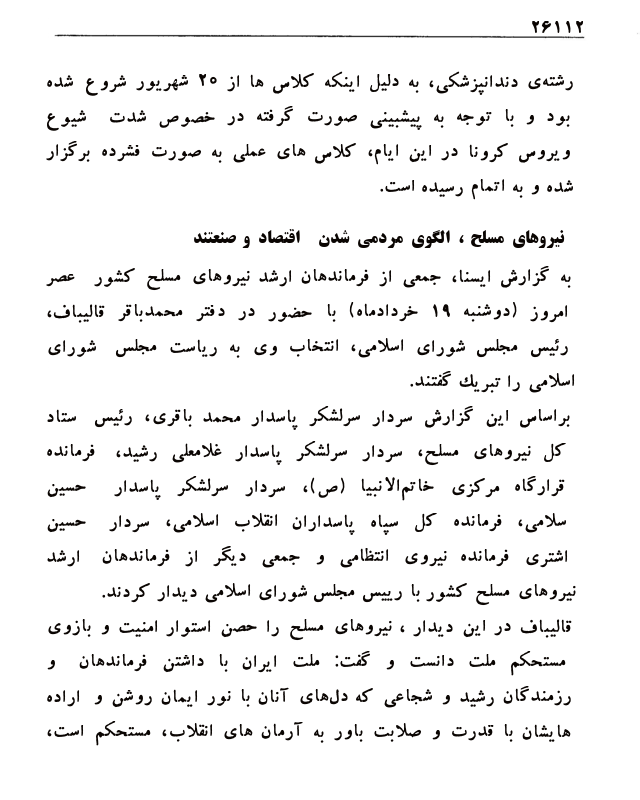 ۲۶۱۱۲
رشته‌ی دندانپزشکی، به دلیل اینکه کلاس ها از ۲۵ شهریور شروع شده
بود و با توجه به پیشبینی صورت گرفته در خصوص شدت شیوع
ویروس کرونا در این ایام، کلاس های عملی به صورت فشرده برگزار
شده و به اتمام رسیده است.
نیروهای مسلح ، الگوی مردمی شدن اقتصاد و صنعتند
به گزارش ایسنا، جمعی از فرماندهان ارشد نیروهای مسلح کشور عصر
امروز (دوشنبه ۱۹ خردادماه) با حضور در دفتر محمدباقر قالیباف،
رئیس مجلس شورای اسلامی، انتخاب وی به ریاست مجلس شورای
اسلامی را تبریك گفتند.
براساس این گزارش سردار سرلشکر پاسدار محمد باقری، رئیس ستاد
کل نیروهای مسلح، سردار سرلشکر پاسدار غلامعلی رشید، فرمانده
قرارگاه مرکزی خاتم‌الانبیا (ص)، سردار سرلشکر پاسدار حسین
سلامی، فرمانده کل سپاه پاسداران انقلاب اسلامی، سردار حسین
اشتری فرمانده نیروی انتظامی و جمعی دیگر از فرماندهان ارشد
نیروهای مسلح کشور با رییس مجلس شورای اسلامی دیدار کردند.
قالیباف در این دیدار ، نیروهای مسلح را حصن استوار امنیت و بازوی
مستحکم ملت دانست و گفت: ملت ایران با داشتن فرماندهان و
رزمندگان رشید و شجاعی که دل‌های آنان با نور ایمان روشن و اراده
هایشان با قدرت و صلابت باور به آرمان های انقلاب، مستحکم است،